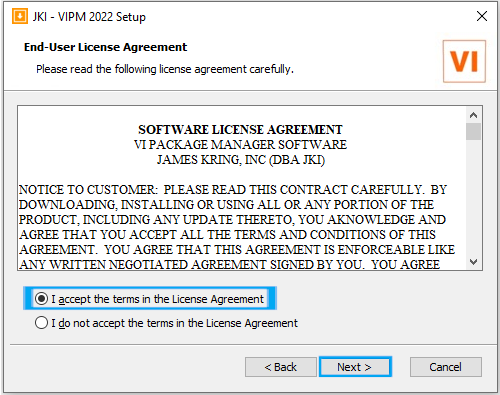 JKI - VIPM 2022 Setup
End-User License Agreement
Please read the following license agreement carefully.
VI
SOFTWARE LICENSE AGREEMENT
VI PACKAGE MANAGER SOFTWARE
JAMES KRING, INC (DBA JKI)
NOTICE TO CUSTOMER:  PLEASE READ THIS CONTRACT CAREFULLY.  BY
DOWNLOADING, INSTALLING OR USING ALL OR ANY PORTION OF THE
PRODUCT, INCLUDING ANY UPDATE THERETO, YOU AKNOWLEDGE AND
AGREE THAT YOU ACCEPT ALL THE TERMS AND CONDITIONS OF THIS
AGREEMENT.  YOU AGREE THAT THIS AGREEMENT IS ENFORCEABLE LIKE
ANY WRITTEN NEGOTIATED AGREEMENT SIGNED BY YOU.  YOU AGREE
I accept the terms in the License Agreement
I do not accept the terms in the License Agreement
< Back Next > Cancel